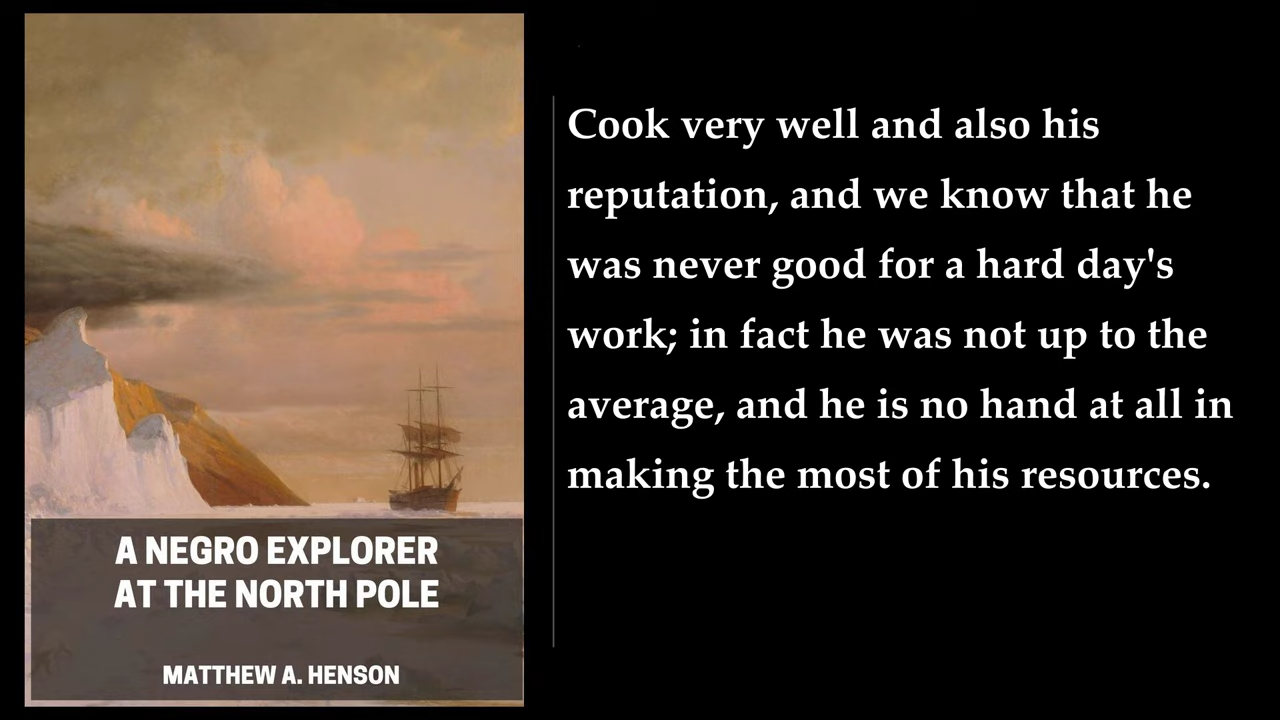 A NEGRO EXPLORER
AT THE NORTH POLE
MATTHEW A. HENSON
Cook very well and also his
reputation, and we know that he
was never good for a hard day's
work; in fact he was not up to the
average, and he is no hand at all in
making the most of his resources.